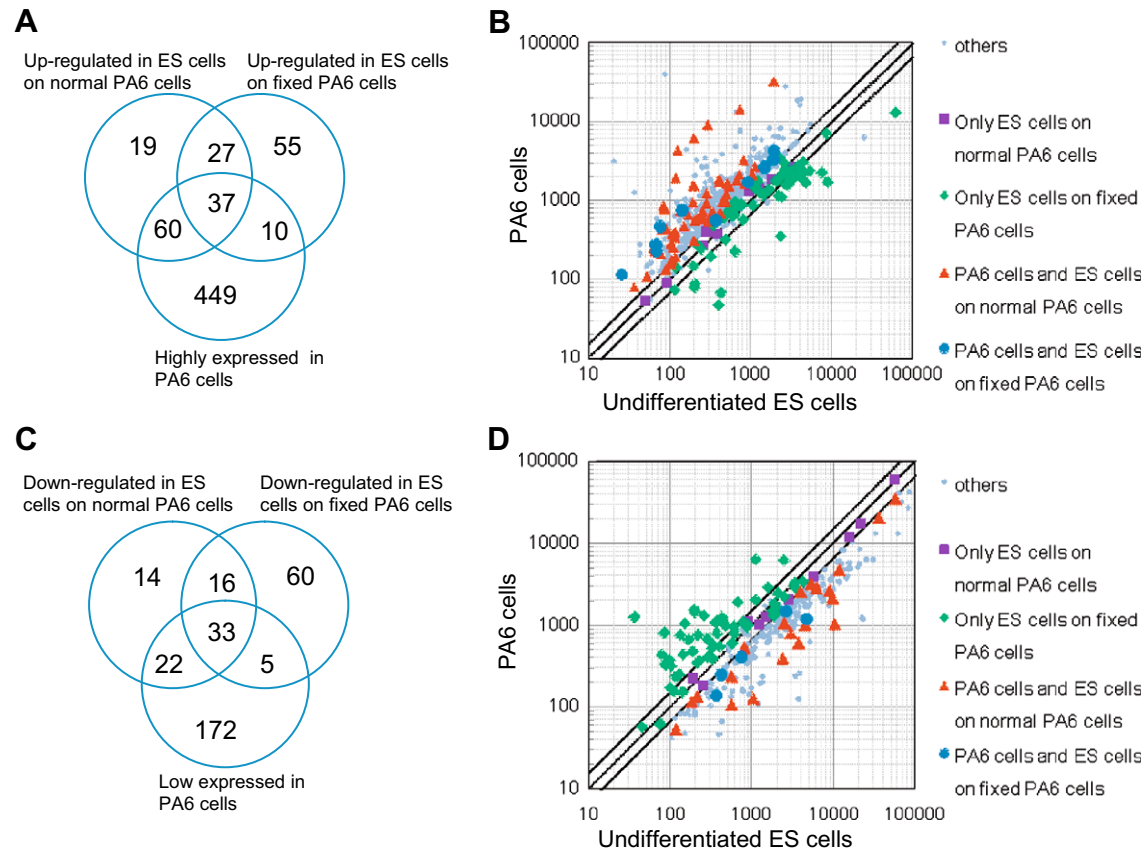 A
Up-regulated in ES cells
on normal PA6 cells
Up-regulated in ES cells
on fixed PA6 cells
19
27
55
37
60
10
449
Highly expressed in
PA6 cells
B
100000
10000
1000
100
10
PA6 cells
10
100
1000
10000
100000
Undifferentiated ES cells
others
Only ES cells on
normal PA6 cells
Only ES cells on fixed
PA6 cells
PA6 cells and ES cells
on normal PA6 cells
PA6 cells and ES cells
on fixed PA6 cells
C
Down-regulated in ES
cells on normal PA6 cells
Down-regulated in ES
cells on fixed PA6 cells
14
16
60
33
22
5
172
Low expressed in
PA6 cells
D
100000
10000
1000
100
10
PA6 cells
10
100
1000
10000
100000
Undifferentiated ES cells
others
Only ES cells on
normal PA6 cells
Only ES cells on fixed
PA6 cells
PA6 cells and ES cells
on normal PA6 cells
PA6 cells and ES cells
on fixed PA6 cells